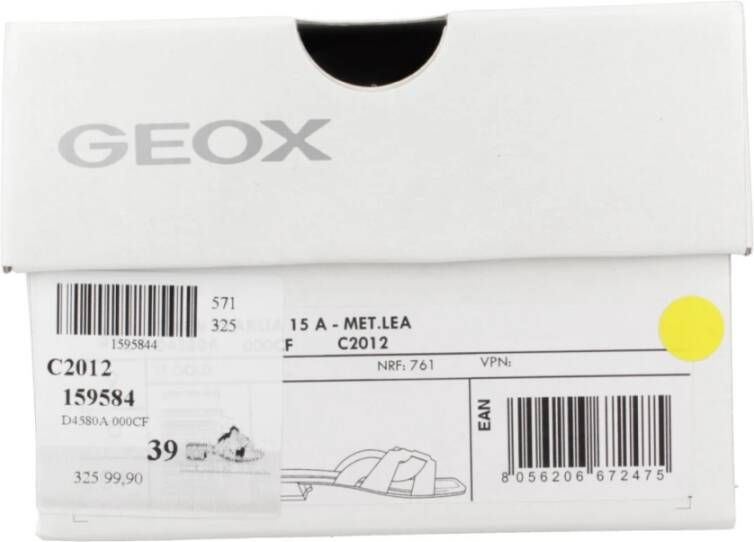 GEOX
571
325
1595844
C2012
159584
D4580A 000CF
39
325 99,90
15 A - MET.LEA
C2012
NRF: 761 VPN:
EAN
8 056206 672475